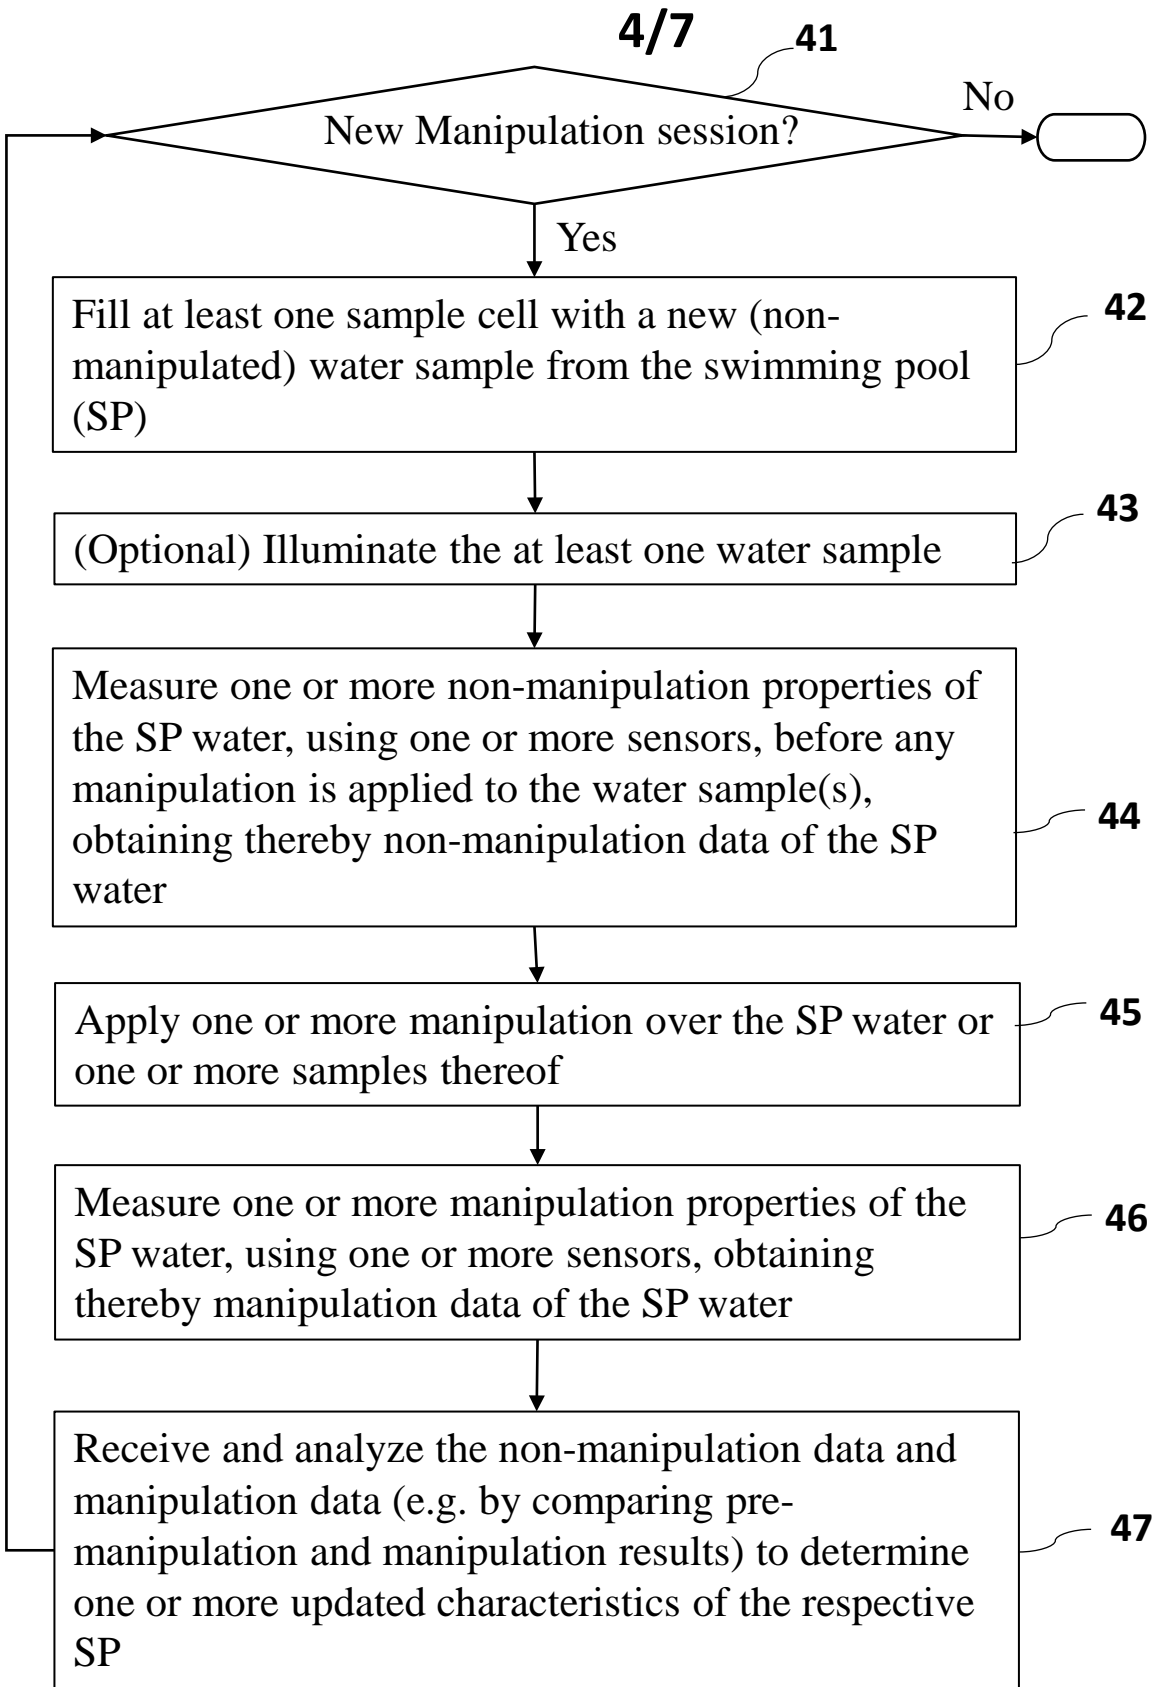 4/7
41
No
New Manipulation session?
Yes
Fill at least one sample cell with a new (non-
manipulated) water sample from the swimming pool
(SP)
42
(Optional) Illuminate the at least one water sample
43
Measure one or more non-manipulation properties of
the SP water, using one or more sensors, before any
manipulation is applied to the water sample(s),
obtaining thereby non-manipulation data of the SP
water
44
Apply one or more manipulation over the SP water or
one or more samples thereof
45
Measure one or more manipulation properties of the
SP water, using one or more sensors, obtaining
thereby manipulation data of the SP water
46
Receive and analyze the non-manipulation data and
manipulation data (e.g. by comparing pre-
manipulation and manipulation results) to determine
one or more updated characteristics of the respective
SP
47